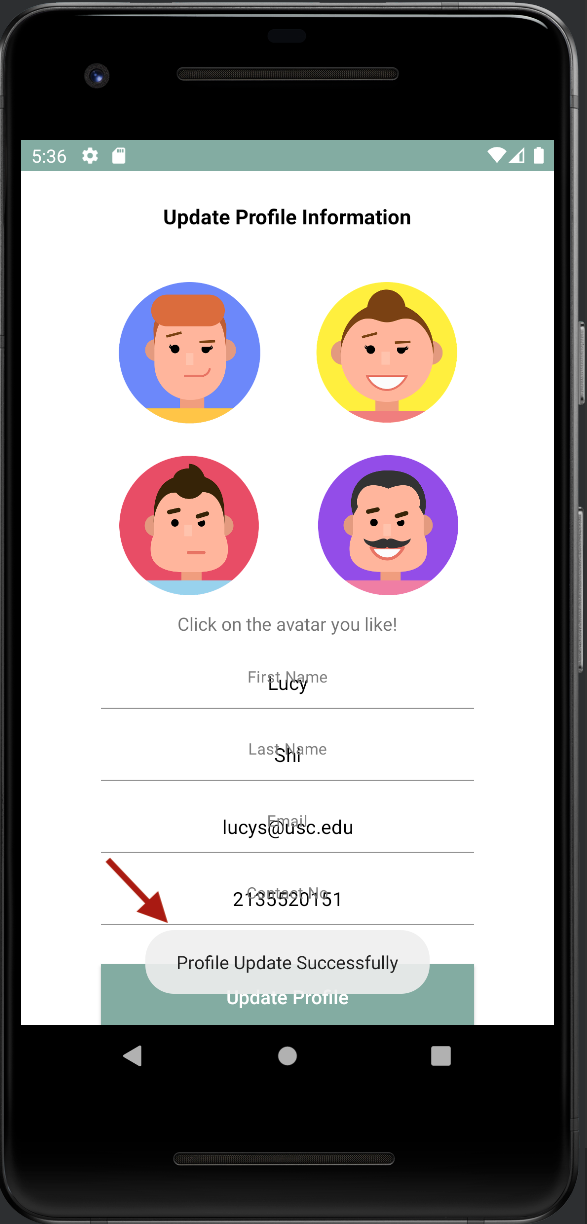 5:36
Update Profile Information
Click on the avatar you like!
First Name
Lucy
Last Name
Shi
Email
lucys@usc.edu
Contact No
2135520151
Profile Update Successfully
Update Profile